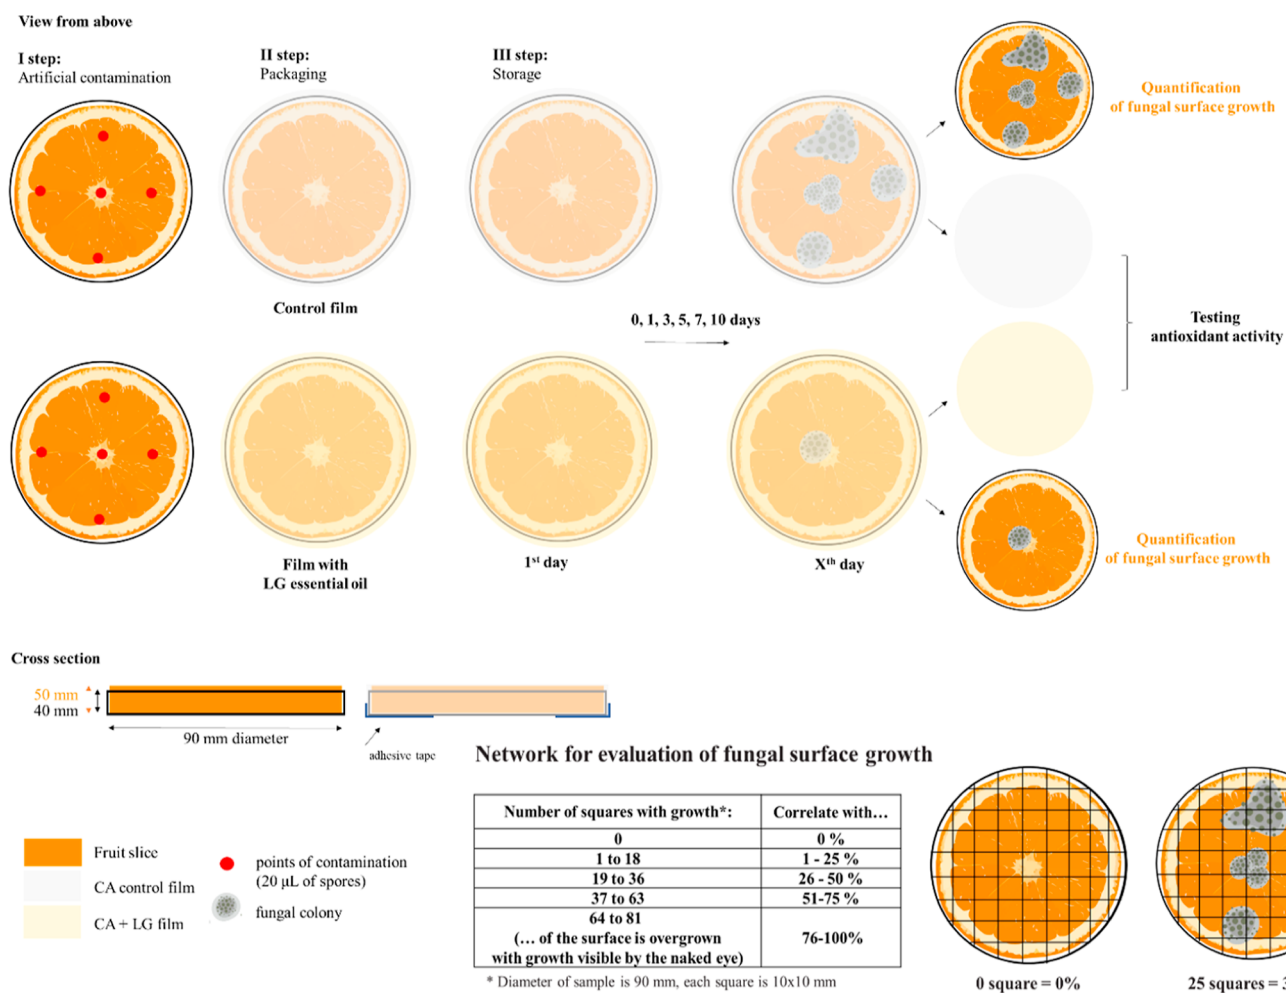 View from above
I step:
Artificial contamination
II step:
Packaging
III step:
Storage
Quantification
of fungal surface growth
Control film
0, 1, 3, 5, 7, 10 days
Testing
antioxidant activity
Film with
LG essential oil
1st day
Xth day
Quantification
of fungal surface growth
Cross section
50 mm
40 mm
90 mm diameter
adhesive tape
Network for evaluation of fungal surface growth
Number of squares with growth*: Correlate with…
0 0 %
1 to 18 1 - 25 %
19 to 36 26 - 50 %
37 to 63 51-75 %
64 to 81
(… of the surface is overgrown
with growth visible by the naked eye) 76-100%
* Diameter of sample is 90 mm, each square is 10x10 mm
Fruit slice
CA control film
CA + LG film
points of contamination
(20 µL of spores)
fungal colony
0 square = 0%
25 squares =